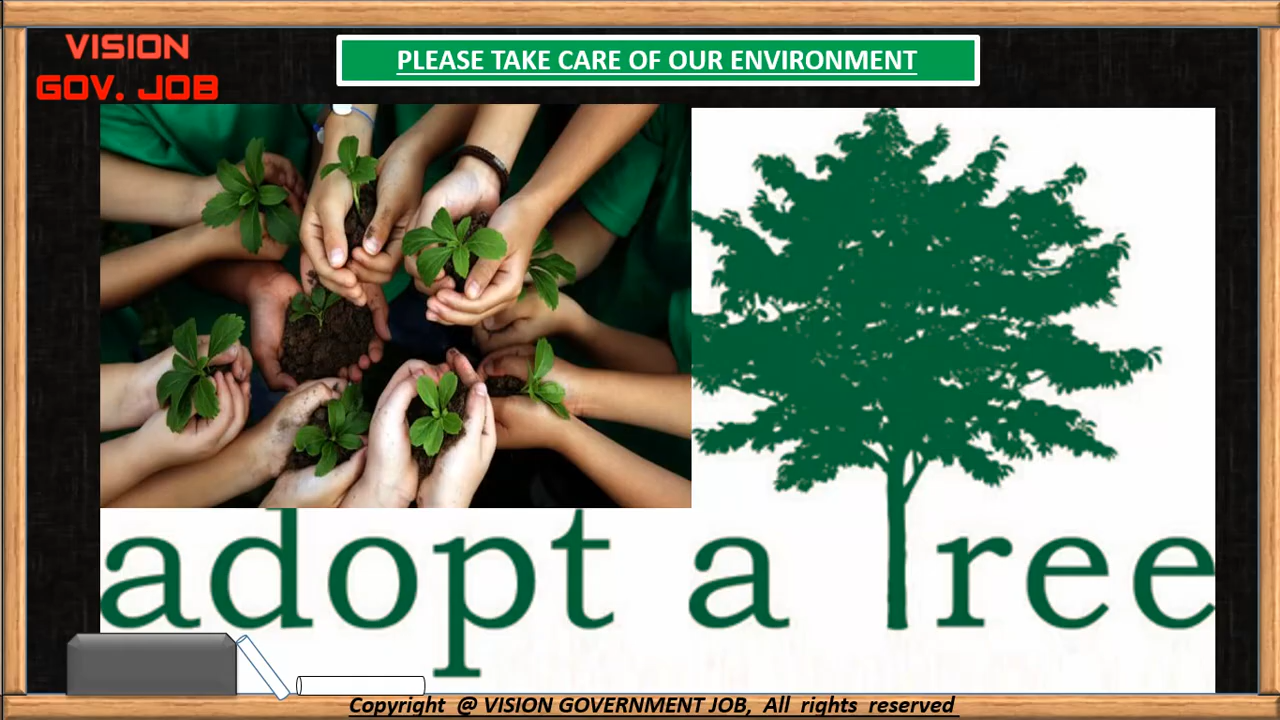 VISION
GOV. JOB
PLEASE TAKE CARE OF OUR ENVIRONMENT
adopt a Tree
Copyright @ VISION GOVERNMENT JOB, All rights reserved